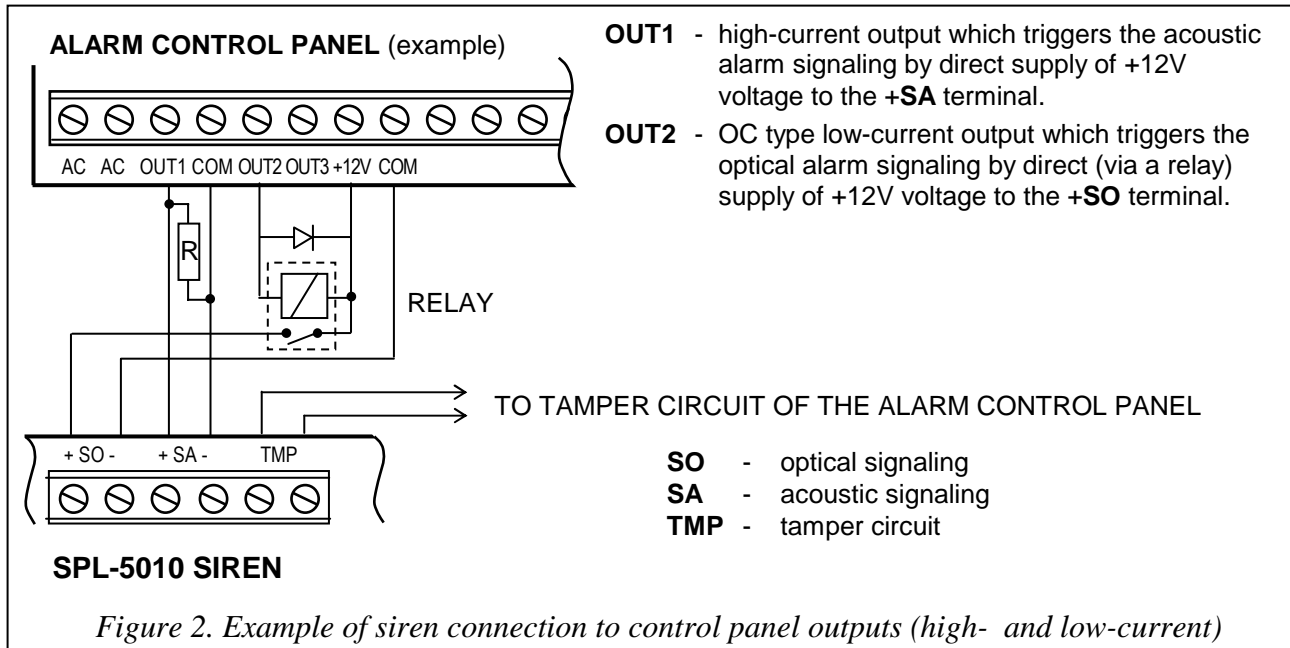 ALARM CONTROL PANEL (example)
AC AC OUT1 COM OUT2 OUT3 +12V COM
R
RELAY
OUT1 - high-current output which triggers the acoustic
alarm signaling by direct supply of +12V
voltage to the +SA terminal.
OUT2 - OC type low-current output which triggers the
optical alarm signaling by direct (via a relay)
supply of +12V voltage to the +SO terminal.
TO TAMPER CIRCUIT OF THE ALARM CONTROL PANEL
+ SO - + SA - TMP
SO - optical signaling
SA - acoustic signaling
TMP - tamper circuit
SPL-5010 SIREN
Figure 2. Example of siren connection to control panel outputs (high- and low-current)